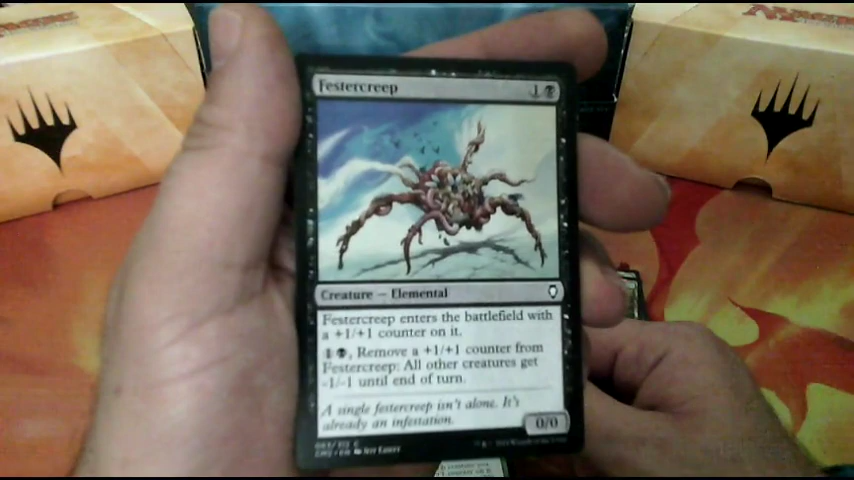 Festercreep
1
Creature — Elemental
Festercreep enters the battlefield with
a +1/+1 counter on it.
1, Remove a +1/+1 counter from
Festercreep: All other creatures get
-1/-1 until end of turn.
A single festercreep isn't alone. It's
already an infestation.
0/0